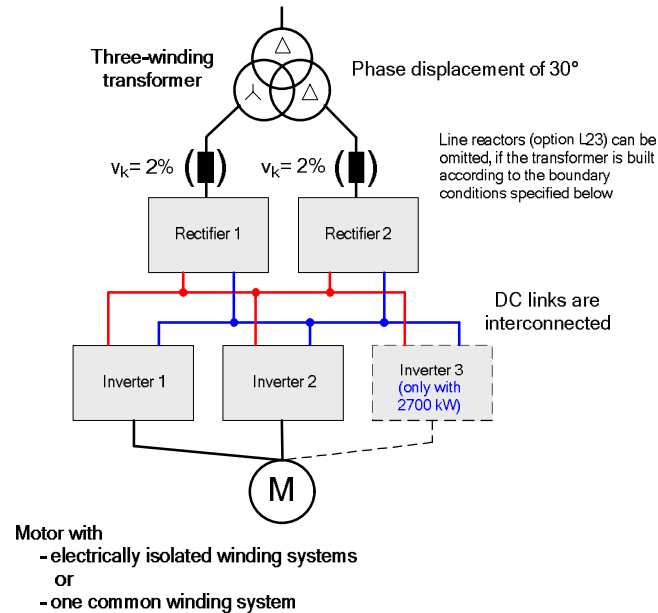 Three-winding
transformer
Phase displacement of 30°
Line reactors (option L23) can be
omitted, if the transformer is built
according to the boundary
conditions specified below
vk= 2%
vk= 2%
Rectifier 1
Rectifier 2
DC links are
interconnected
Inverter 1
Inverter 2
Inverter 3
(only with
2700 kW)
M
Motor with
- electrically isolated winding systems
or
- one common winding system